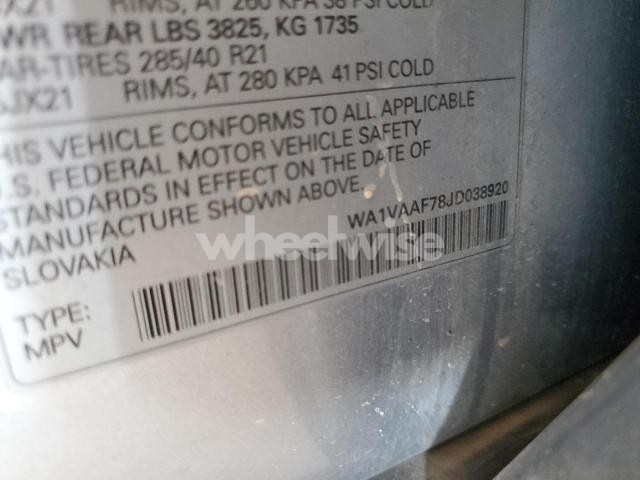 JX21 RIMS, AT 260 KPA 38 PSI COLD
WR REAR LBS 3825, KG 1735
AR-TIRES 285/40 R21
JX21 RIMS, AT 280 KPA 41 PSI COLD
HIS VEHICLE CONFORMS TO ALL APPLICABLE
U.S. FEDERAL MOTOR VEHICLE SAFETY
STANDARDS IN EFFECT ON THE DATE OF
MANUFACTURE SHOWN ABOVE.
WA1VAAF78JD038920
SLOVAKIA
wheelwise
TYPE:
MPV